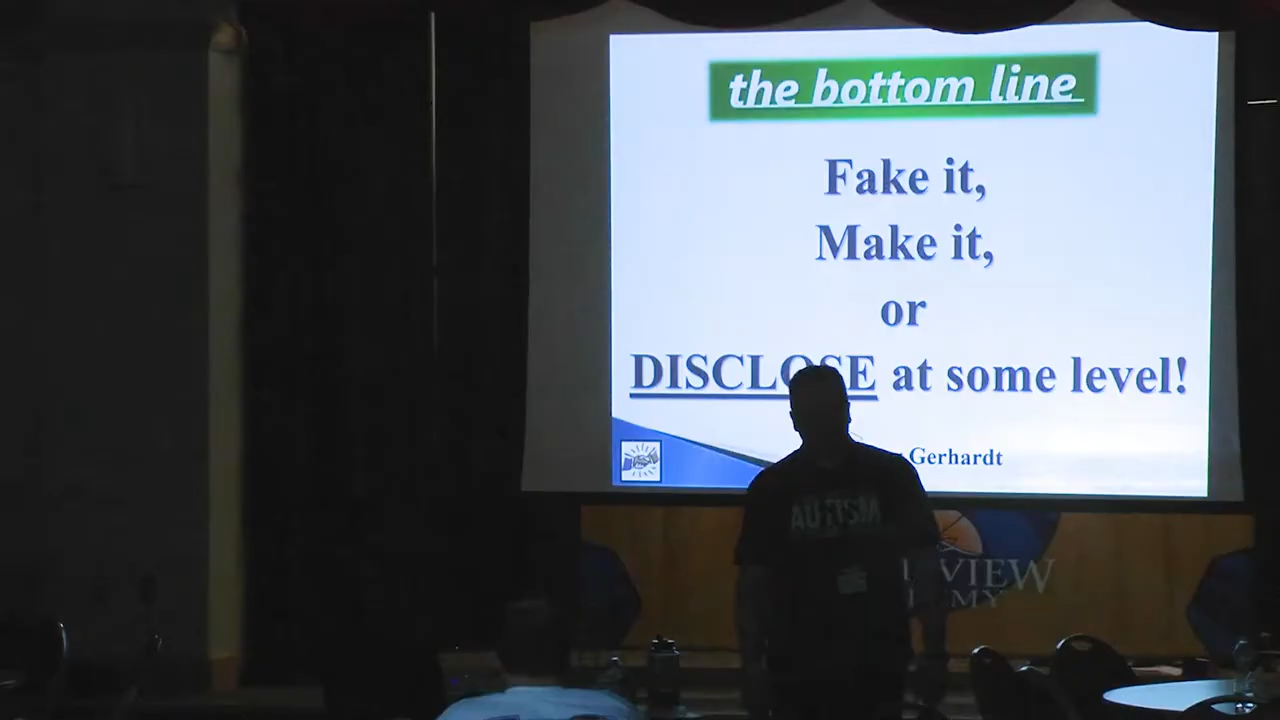 the bottom line
Fake it,
Make it,
or
DISCLOSE at some level!
Gerhardt
AUTISM
VIEW